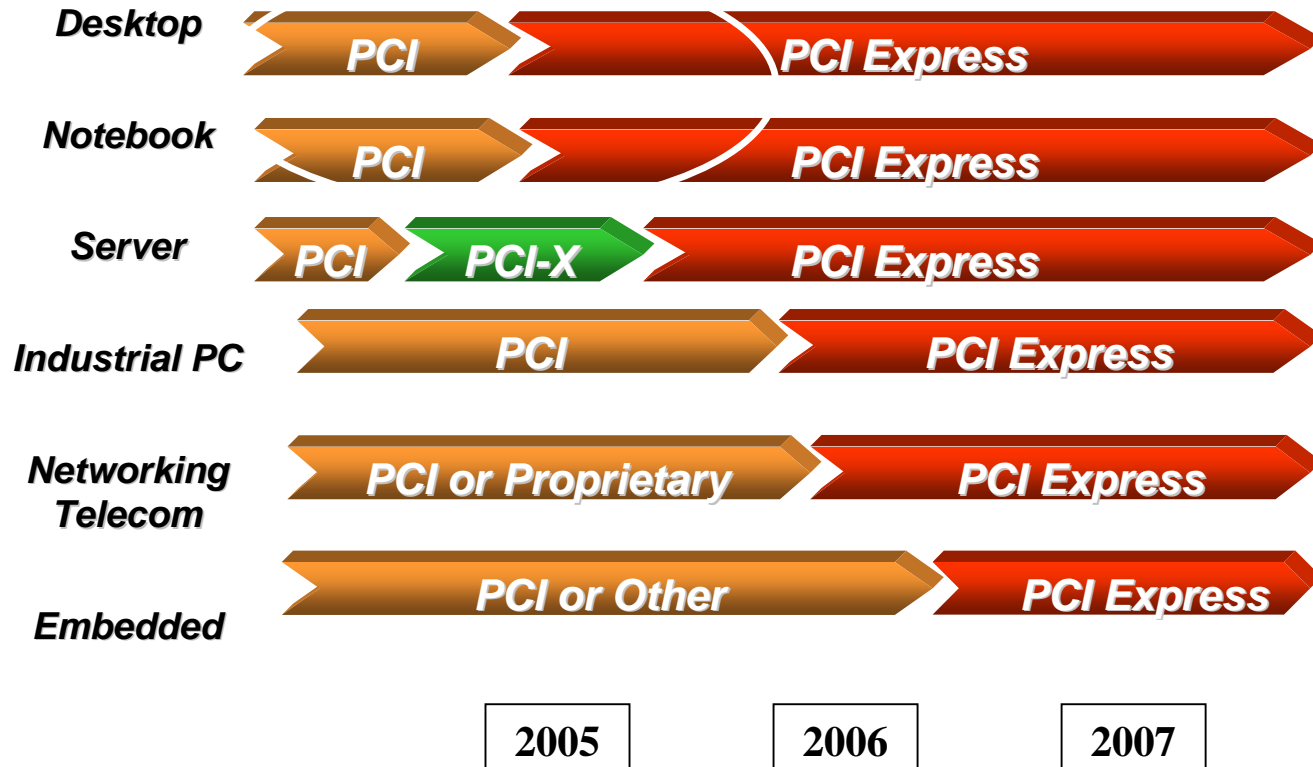 Desktop
PCI
PCI Express
Notebook
PCI
PCI Express
Server
PCI
PCI-X
PCI Express
Industrial PC
PCI
PCI Express
Networking
Telecom
PCI or Proprietary
PCI Express
Embedded
PCI or Other
PCI Express
2005
2006
2007